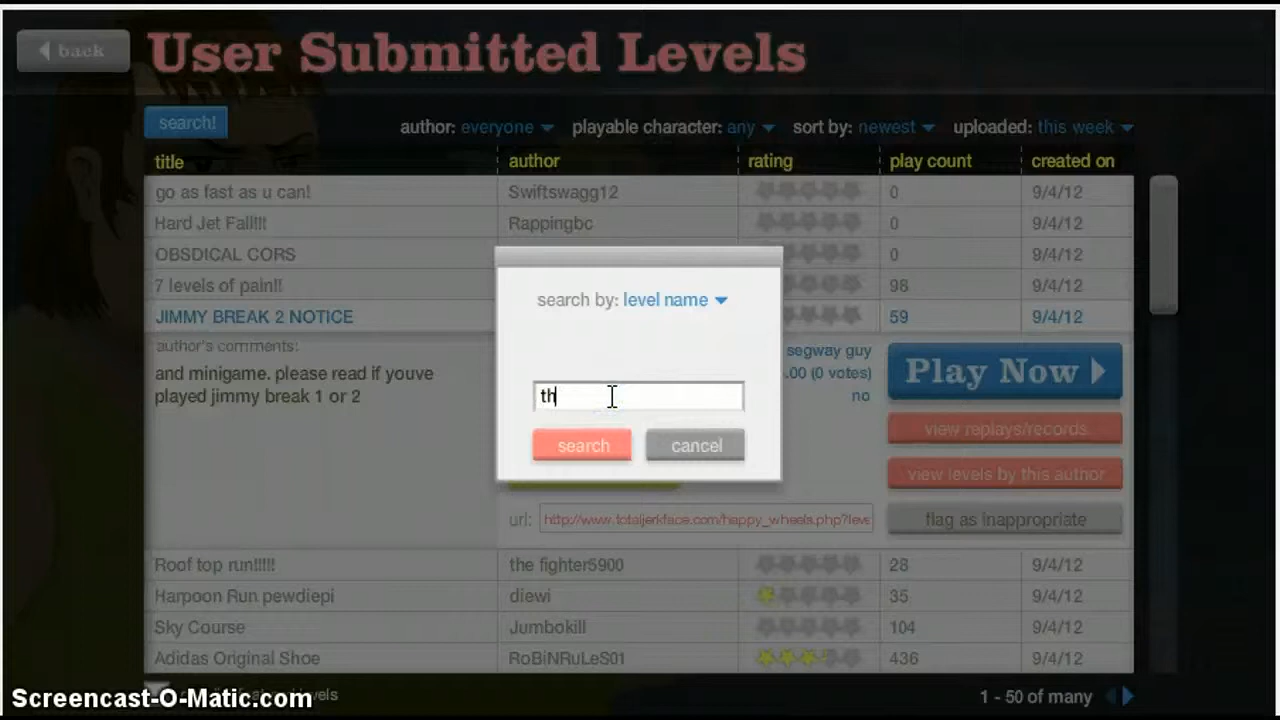 back
User Submitted Levels
search!
author: everyone playable character: any sort by: newest uploaded: this week
title author rating play count created on
go as fast as u can! Swiftswagg12 0 9/4/12
Hard Jet Fall!!! Rappingbc 0 9/4/12
OBSDICAL CORS 0 9/4/12
7 levels of pain!! 98 9/4/12
JIMMY BREAK 2 NOTICE 59 9/4/12
search by: level name
author's comments:
and minigame. please read if youve
played jimmy break 1 or 2
segway guy
.00 (0 votes)
no
Play Now
th
search cancel
view replays/records
view levels by this author
url: http://www.totaljerkface.com/happy_wheels.php?leve
flag as inappropriate
Roof top run!!!!! the fighter5900 28 9/4/12
Harpoon Run pewdiepi diewi 35 9/4/12
Sky Course Jumbokill 104 9/4/12
Adidas Original Shoe RoBiNRuLeS01 436 9/4/12
Screencast-O-Matic.com levels 1 - 50 of many